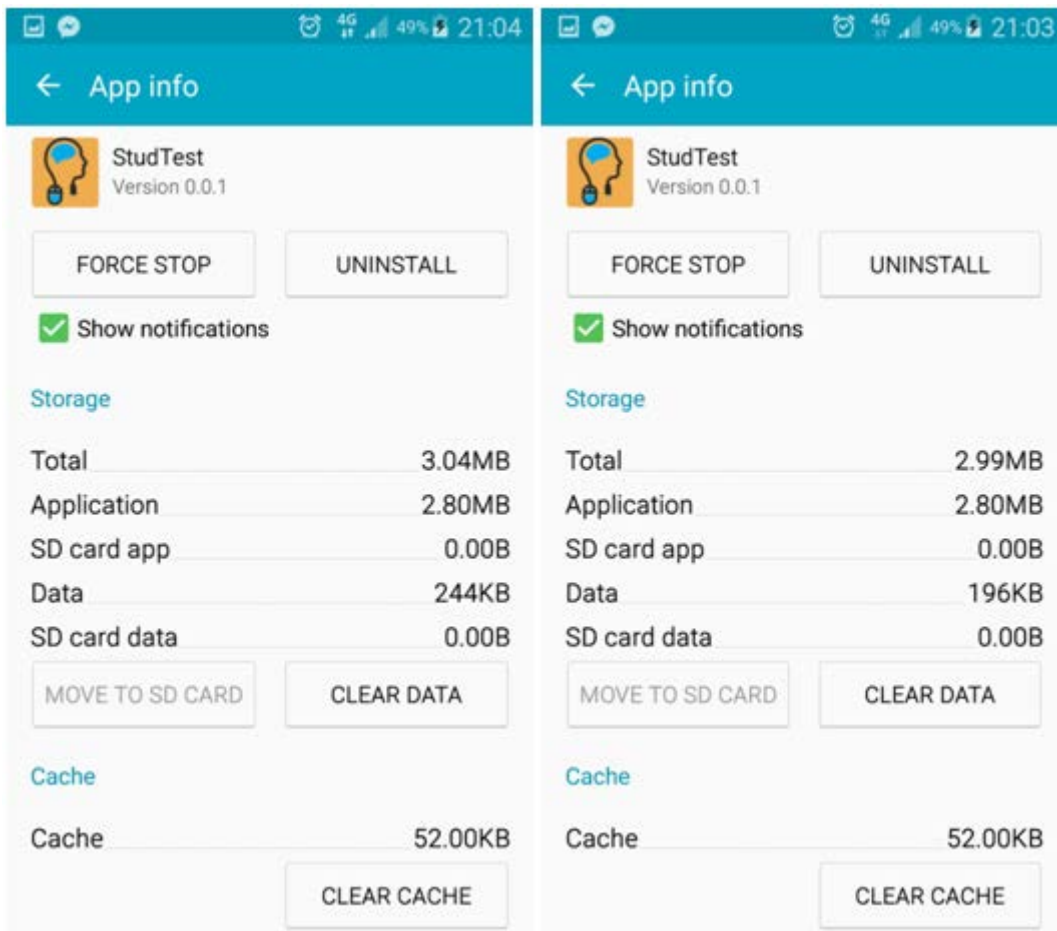 4G 49% 21:04
App info
StudTest
Version 0.0.1
FORCE STOP UNINSTALL
Show notifications
Storage
Total 3.04MB
Application 2.80MB
SD card app 0.00B
Data 244KB
SD card data 0.00B
MOVE TO SD CARD CLEAR DATA
Cache
Cache 52.00KB
CLEAR CACHE
4G 49% 21:03
App info
StudTest
Version 0.0.1
FORCE STOP UNINSTALL
Show notifications
Storage
Total 2.99MB
Application 2.80MB
SD card app 0.00B
Data 196KB
SD card data 0.00B
MOVE TO SD CARD CLEAR DATA
Cache
Cache 52.00KB
CLEAR CACHE